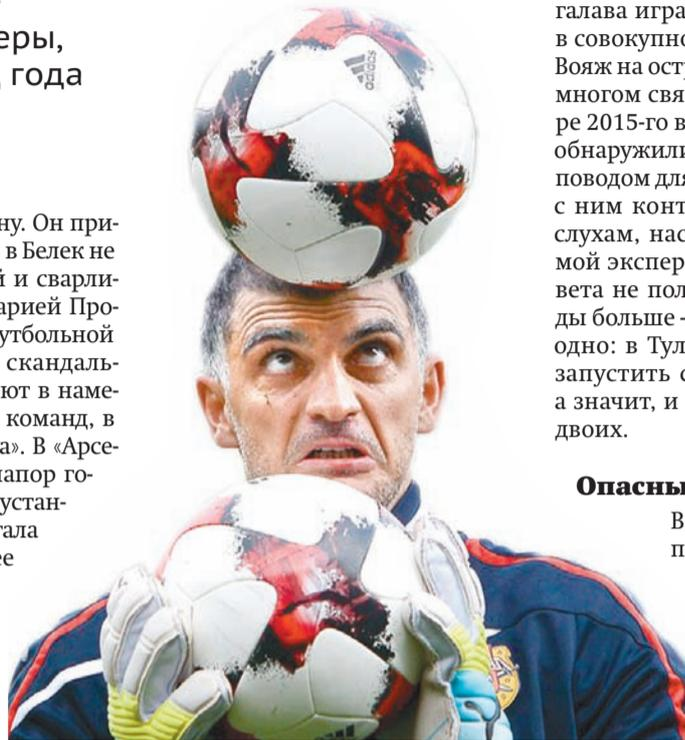 еры,
года
ну. Он при-
в Белек не
й и сварли-
арией Про-
утбольной
скандаль-
ют в наме-
команд, в
а». В «Арсе-
напор го-
устан-
тала
ее
adidas
галава игра
в совокупно
Вояж на ост
многом свя
ре 2015-го в
обнаружили
поводом для
с ним конт
слухам, нас
мой экспер
вета не пол
ды больше -
одно: в Тул
запустить с
а значит, и
двоих.
Опасны
В
п